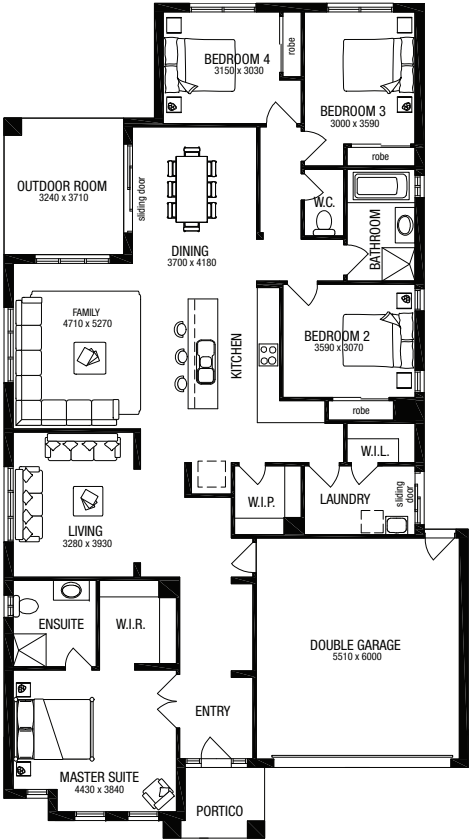 BEDROOM 4
3150 x 3030
robe
BEDROOM 3
3000 x 3590
robe
OUTDOOR ROOM
3240 x 3710
sliding door
W.C.
BATHROOM
DINING
3700 x 4180
FAMILY
4710 x 5270
KITCHEN
BEDROOM 2
3590 x 3070
robe
W.I.L.
W.I.P.
LAUNDRY
sliding
door
LIVING
3280 x 3930
ENSUITE
W.I.R.
DOUBLE GARAGE
5510 x 6000
ENTRY
MASTER SUITE
4430 x 3840
PORTICO